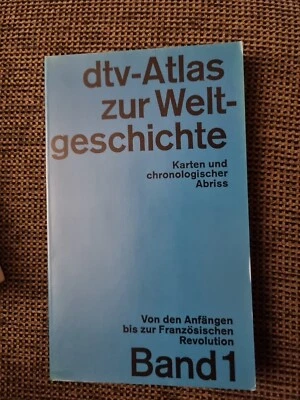 dtv-Atlas
zur Welt-
geschichte
Karten und
chronologischer
Abriss
Von den Anfängen
bis zur Französischen
Revolution
Band 1